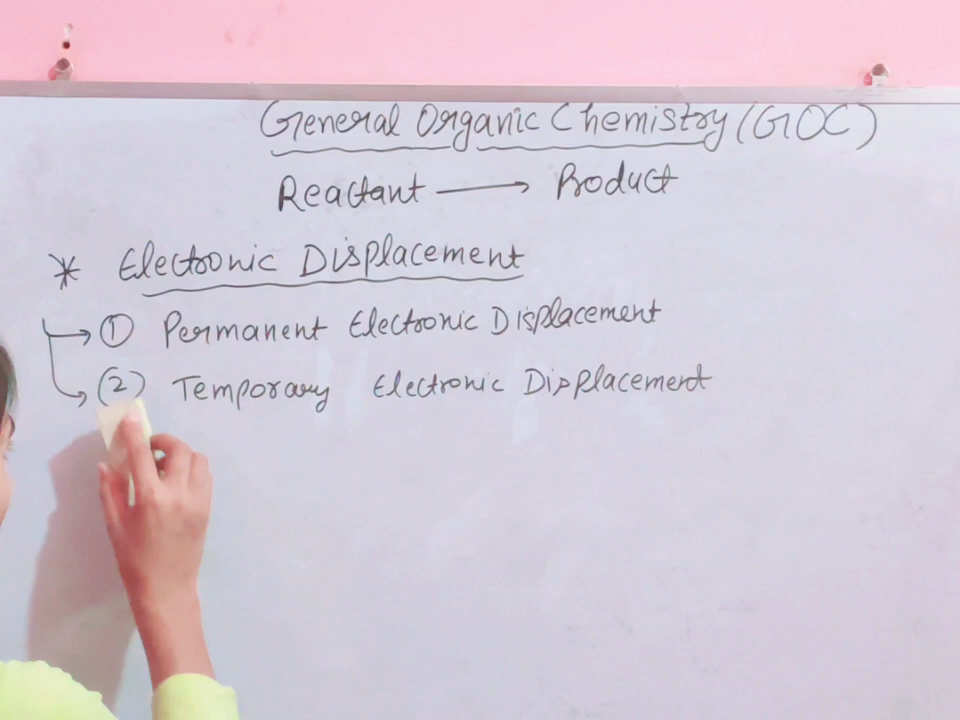 General Organic Chemistry (GOC)
Reactant → Product
* Electronic Displacement
→ ① Permanent Electronic Displacement
→ (2) Temporary Electronic Displacement